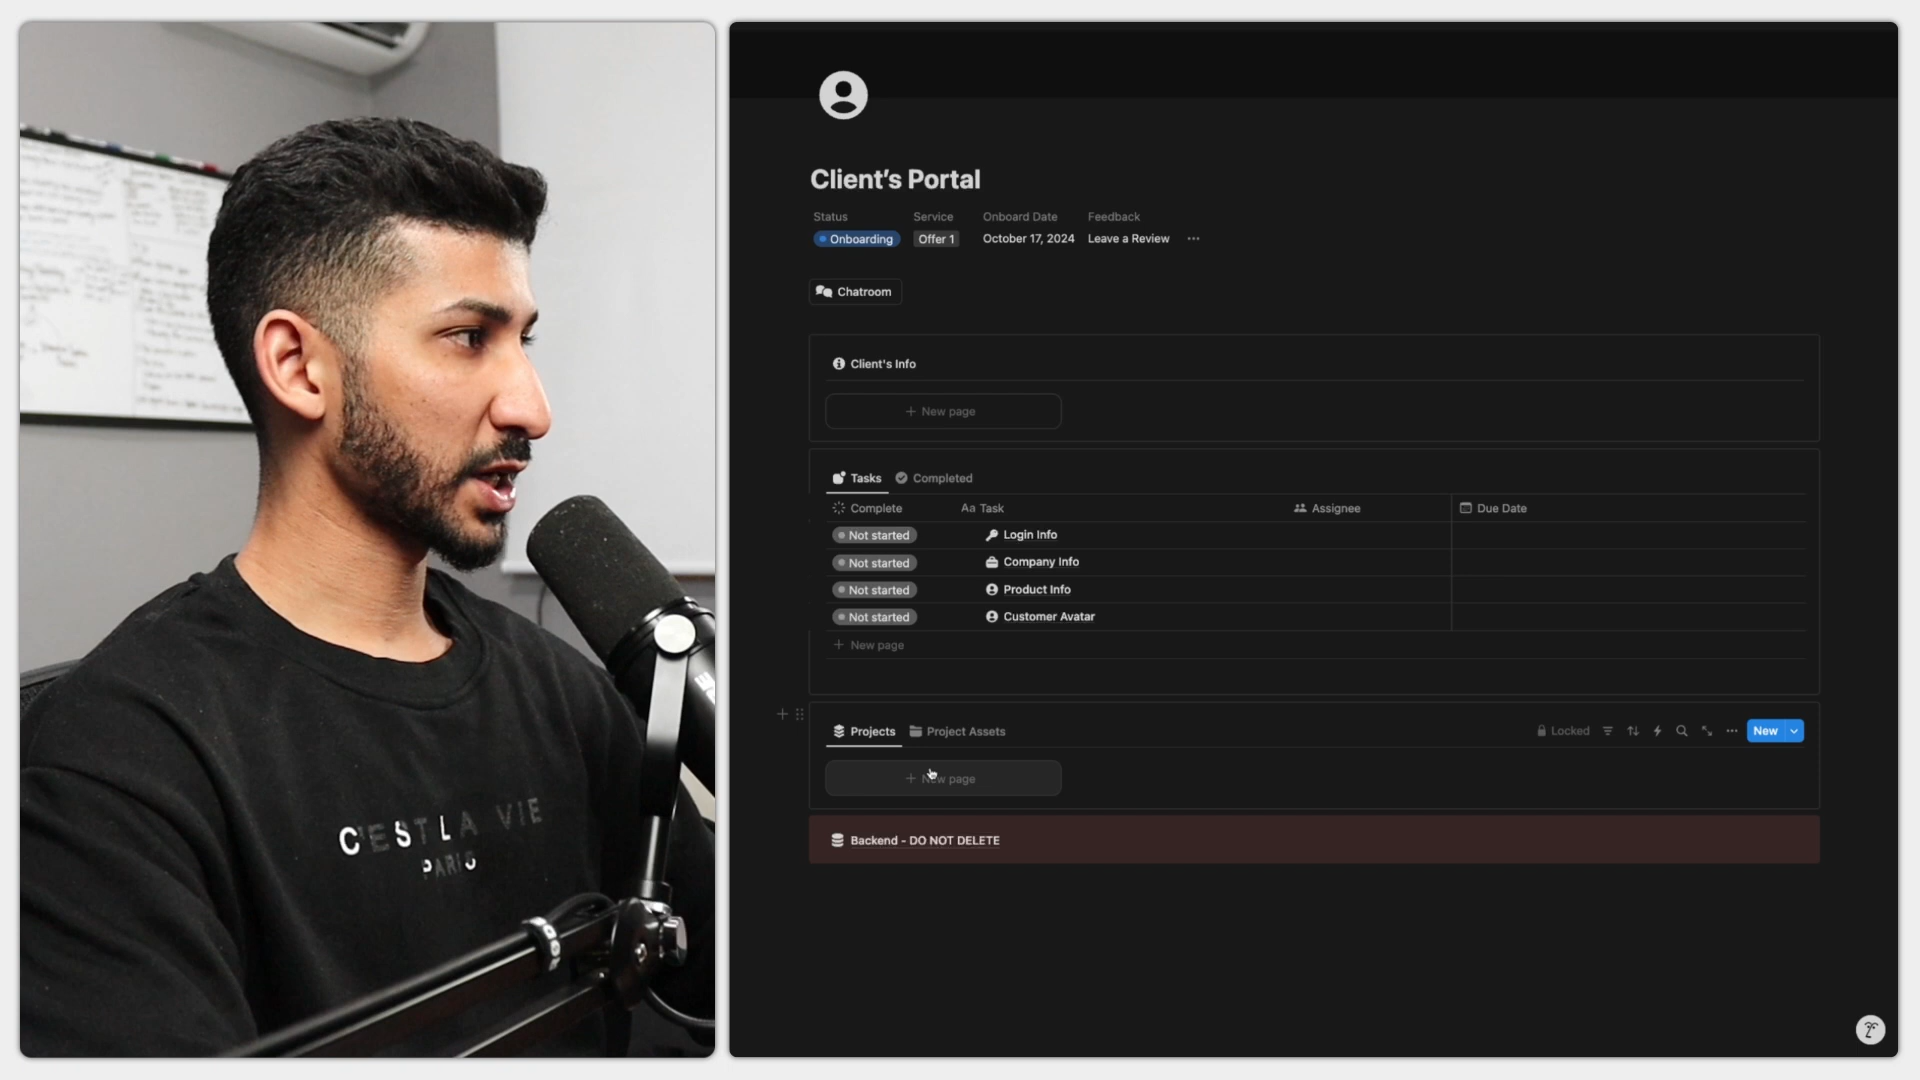 C'EST LA VIE
PARIS
Client's Portal
Status Service Onboard Date Feedback
Onboarding Offer 1 October 17, 2024 Leave a Review
Chatroom
Client's Info
+ New page
Tasks Completed
Complete Aa Task Assignee Due Date
Not started Login Info
Not started Company Info
Not started Product Info
Not started Customer Avatar
+ New page
Projects Project Assets Locked New
+ New page
Backend - DO NOT DELETE